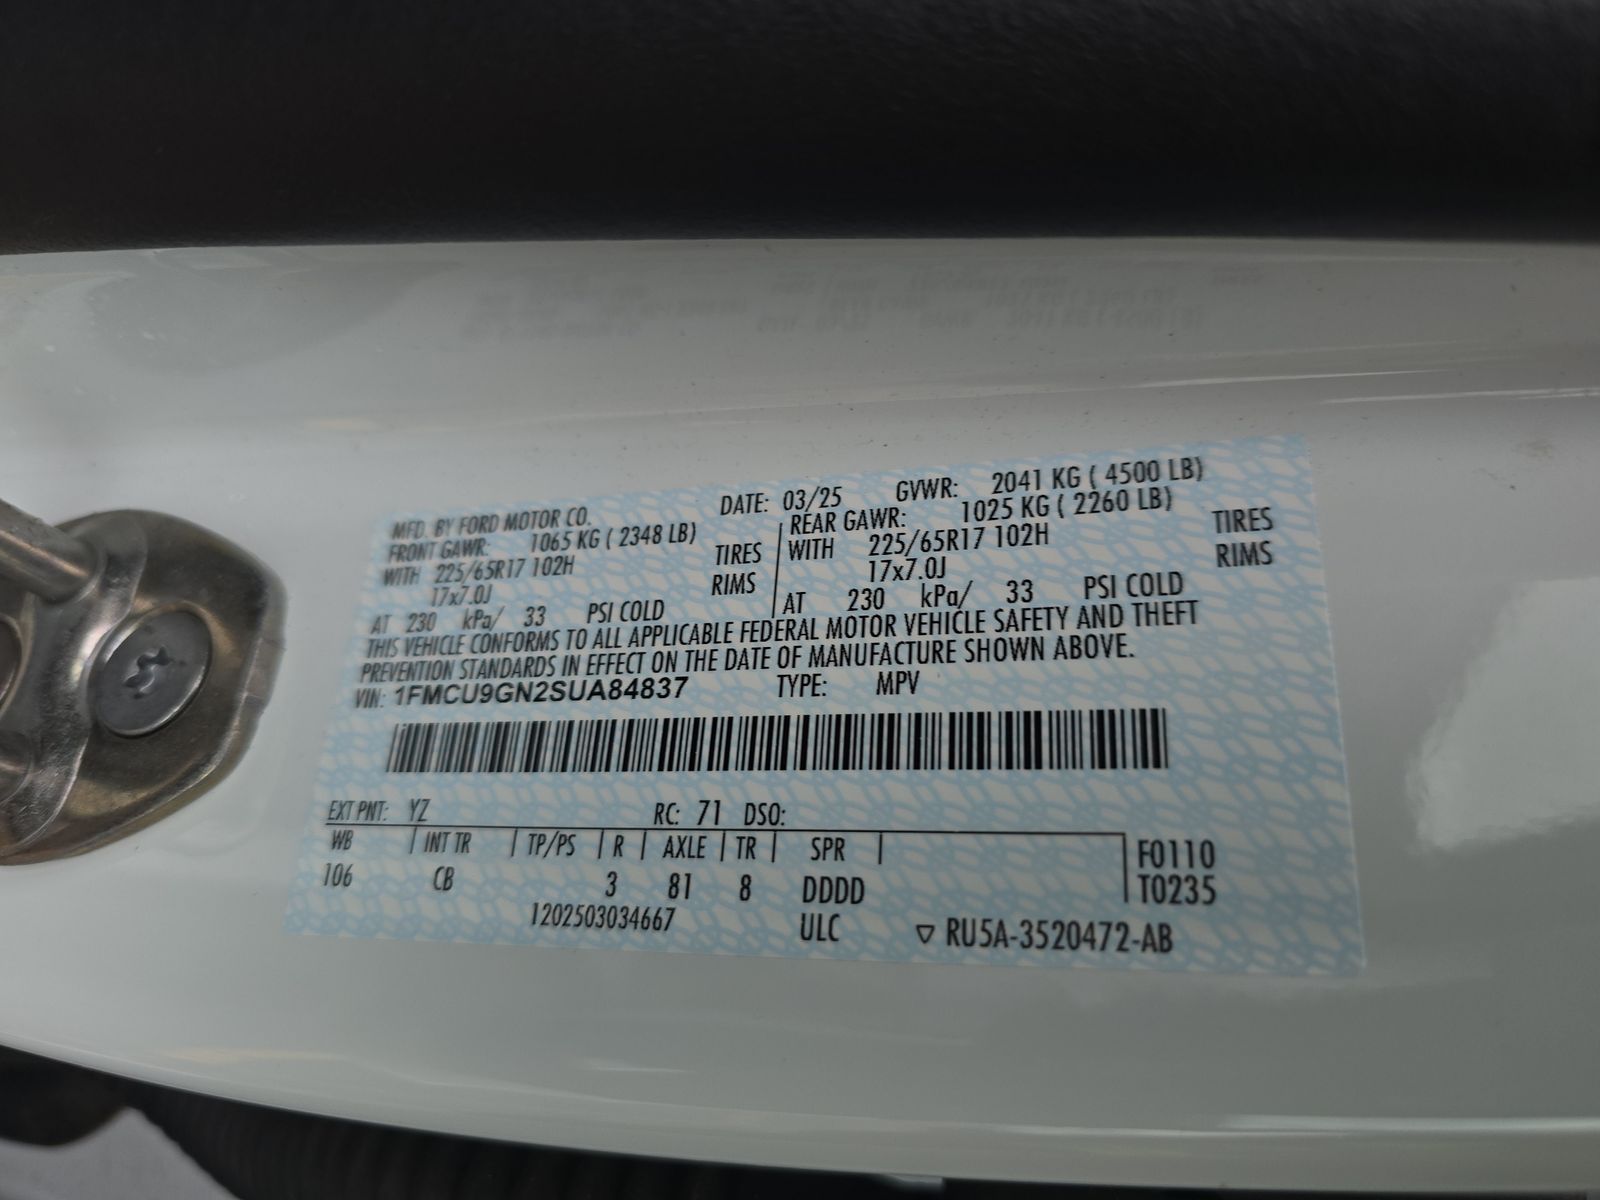 MFD. BY FORD MOTOR CO. DATE: 03/25 GVWR: 2041 KG ( 4500 LB)
FRONT GAWR: 1065 KG ( 2348 LB) REAR GAWR: 1025 KG ( 2260 LB)
WITH 225/65R17 102H TIRES WITH 225/65R17 102H TIRES
17x7.0J RIMS 17x7.0J RIMS
AT 230 kPa/ 33 PSI COLD AT 230 kPa/ 33 PSI COLD
THIS VEHICLE CONFORMS TO ALL APPLICABLE FEDERAL MOTOR VEHICLE SAFETY AND THEFT
PREVENTION STANDARDS IN EFFECT ON THE DATE OF MANUFACTURE SHOWN ABOVE.
VIN: 1FMCU9GN2SUA84837 TYPE: MPV
EXT PNT: YZ RC: 71 DSO:
WB INT TR TP/PS R AXLE TR SPR F0110
106 CB 3 81 8 DDDD T0235
1202503034667 ULC ▽ RU5A-3520472-AB